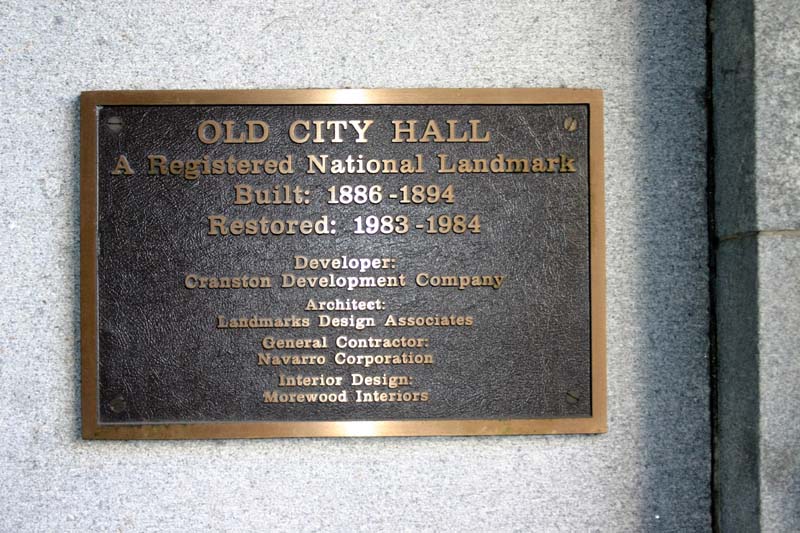 OLD CITY HALL
A Registered National Landmark
Built: 1886-1894
Restored: 1983-1984
Developer:
Cranston Development Company
Architect:
Landmarks Design Associates
General Contractor:
Navarro Corporation
Interior Design:
Morewood Interiors